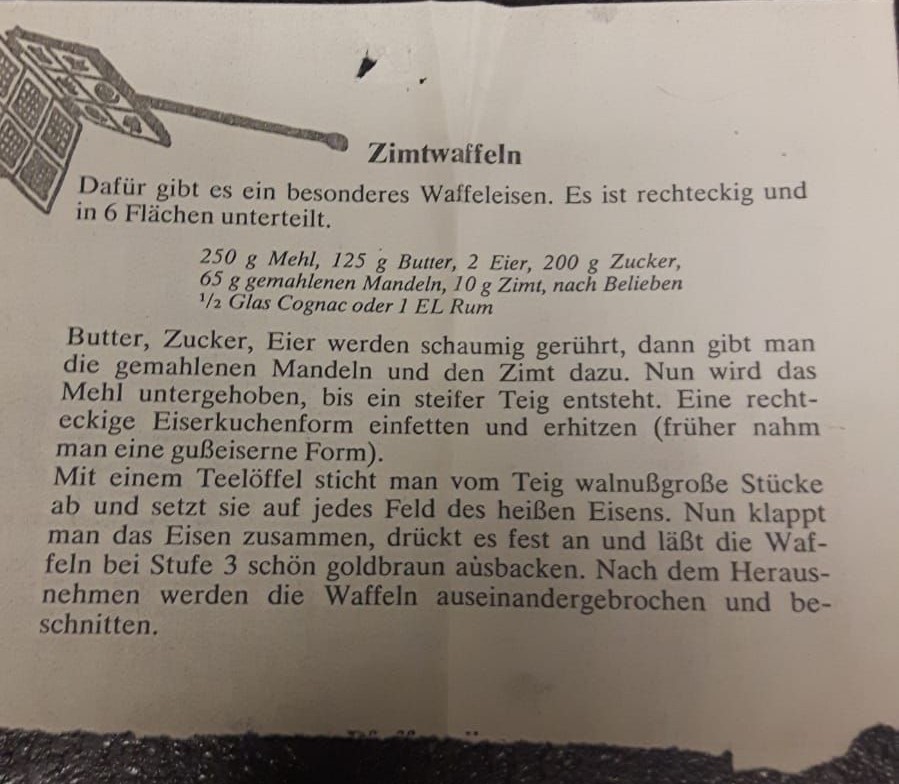 Zimtwaffeln
Dafür gibt es ein besonderes Waffeleisen. Es ist rechteckig und
in 6 Flächen unterteilt.
250 g Mehl, 125 g Butter, 2 Eier, 200 g Zucker,
65 g gemahlenen Mandeln, 10 g Zimt, nach Belieben
1/2 Glas Cognac oder 1 EL Rum
Butter, Zucker, Eier werden schaumig gerührt, dann gibt man
die gemahlenen Mandeln und den Zimt dazu. Nun wird das
Mehl untergehoben, bis ein steifer Teig entsteht. Eine recht-
eckige Eiserkuchenform einfetten und erhitzen (früher nahm
man eine gußeiserne Form).
Mit einem Teelöffel sticht man vom Teig walnußgroße Stücke
ab und setzt sie auf jedes Feld des heißen Eisens. Nun klappt
man das Eisen zusammen, drückt es fest an und läßt die Waf-
feln bei Stufe 3 schön goldbraun ausbacken. Nach dem Heraus-
nehmen werden die Waffeln auseinandergebrochen und be-
schnitten.